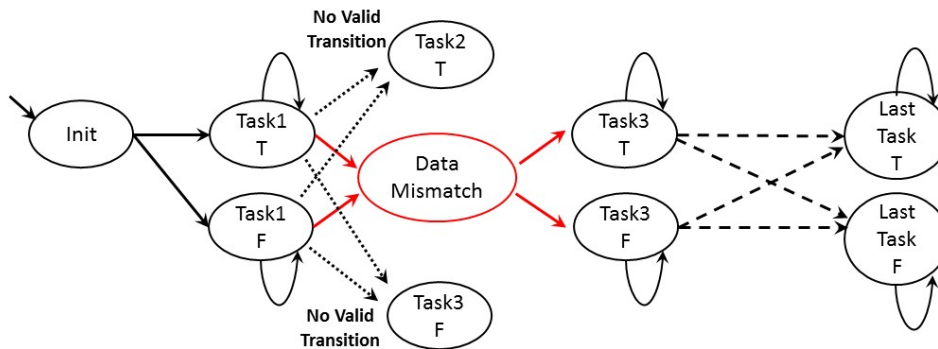 No Valid
Transition
Task2
T
Init
Task1
T
Data
Mismatch
Task3
T
Last
Task
T
Task1
F
Task3
F
Last
Task
F
No Valid
Transition
Task3
F